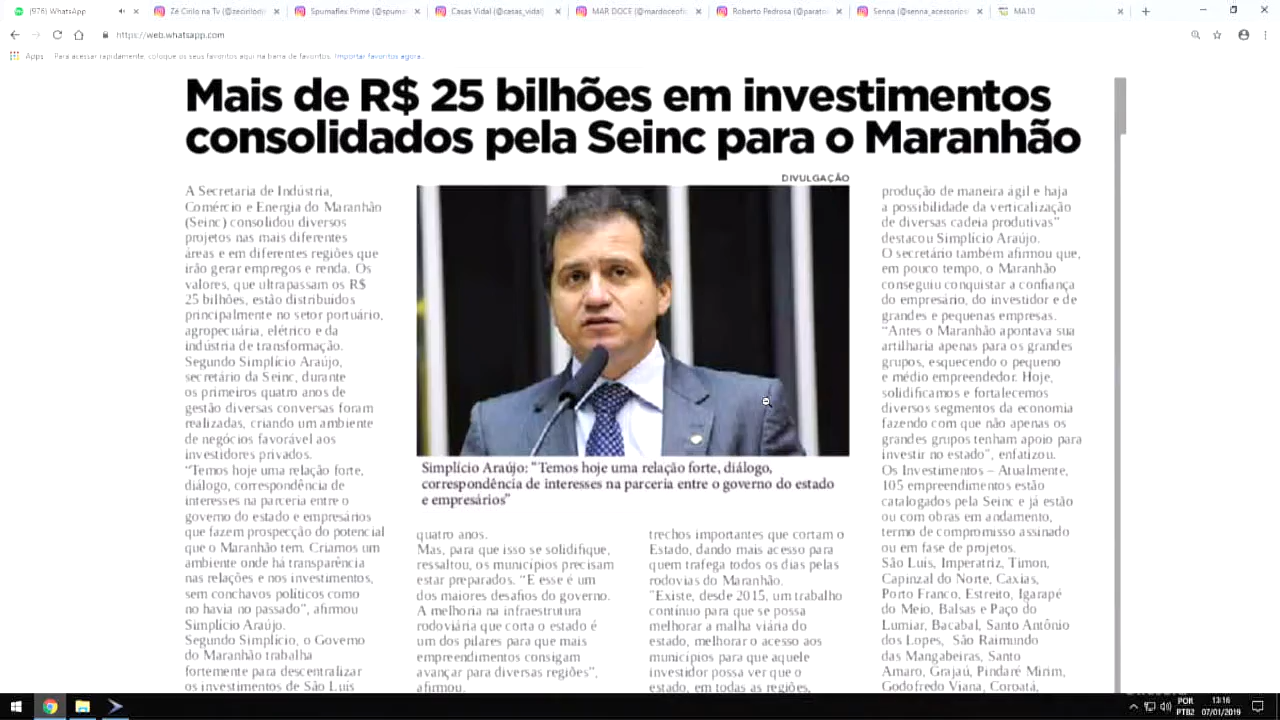 (976) WhatsApp
Zé Cirilo na Tv (@zecirilon
Spumaflex Prime (@spum
Casas Vidal (@casas_vidal)
MAR DOCE (@mardoceof
Roberto Pedrosa (@parato
Senna (@senna_acessorios
MA10
https://web.whatsapp.com
Apps
Para acessar rapidamente, coloque os seus favoritos aqui na barra de favoritos. Importar favoritos agora...
Mais de R$ 25 bilhões em investimentos
consolidados pela Seinc para o Maranhão
A Secretaria de Indústria,
Comércio e Energia do Maranhão
(Seinc) consolidou diversos
projetos nas mais diferentes
áreas e em diferentes regiões que
irão gerar empregos e renda. Os
valores, que ultrapassam os R$
25 bilhões, estão distribuídos
principalmente no setor portuário,
agropecuária, elétrico e da
indústria de transformação.
Segundo Simplício Araújo,
secretário da Seinc, durante
os primeiros quatro anos de
gestão diversas conversas foram
realizadas, criando um ambiente
de negócios favorável aos
investidores privados.
"Temos hoje uma relação forte,
diálogo, correspondência de
interesses na parceria entre o
governo do estado e empresários
que fazem prospecção do potencial
que o Maranhão tem. Criamos um
ambiente onde há transparência
nas relações e nos investimentos,
sem conchavos políticos como
no havia no passado", afirmou
Simplício Araújo.
Segundo Simplício, o Governo
do Maranhão trabalha
fortemente para descentralizar
os investimentos de São Luís
DIVULGAÇÃO
Simplício Araújo: "Temos hoje uma relação forte, diálogo,
correspondência de interesses na parceria entre o governo do estado
e empresários"
quatro anos.
Mas, para que isso se solidifique,
ressaltou, os municípios precisam
estar preparados. "E esse é um
dos maiores desafios do governo.
A melhoria na infraestrutura
rodoviária que corta o estado é
um dos pilares para que mais
empreendimentos consigam
avançar para diversas regiões",
afirmou.
trechos importantes que cortam o
Estado, dando mais acesso para
quem trafega todos os dias pelas
rodovias do Maranhão.
"Existe, desde 2015, um trabalho
contínuo para que se possa
melhorar a malha viária do
estado, melhorar o acesso aos
municípios para que aquele
investidor possa ver que o
estado, em todas as regiões,
produção de maneira ágil e haja
a possibilidade da verticalização
de diversas cadeia produtivas"
destacou Simplício Araújo.
O secretário também afirmou que,
em pouco tempo, o Maranhão
conseguiu conquistar a confiança
do empresário, do investidor e de
grandes e pequenas empresas.
"Antes o Maranhão apontava sua
artilharia apenas para os grandes
grupos, esquecendo o pequeno
e médio empreendedor. Hoje,
solidificamos e fortalecemos
diversos segmentos da economia
fazendo com que não apenas os
grandes grupos tenham apoio para
investir no estado", enfatizou.
Os Investimentos – Atualmente,
105 empreendimentos estão
catalogados pela Seinc e já estão
ou com obras em andamento,
termo de compromisso assinado
ou em fase de projetos.
São Luís, Imperatriz, Timon,
Capinzal do Norte, Caxias,
Porto Franco, Estreito, Igarapé
do Meio, Balsas e Paço do
Lumiar, Bacabal, Santo Antônio
dos Lopes, São Raimundo
das Mangabeiras, Santo
Amaro, Grajaú, Pindaré Mirim,
Godofredo Viana, Coroatá,
POR
PTB2
13:16
07/01/2019